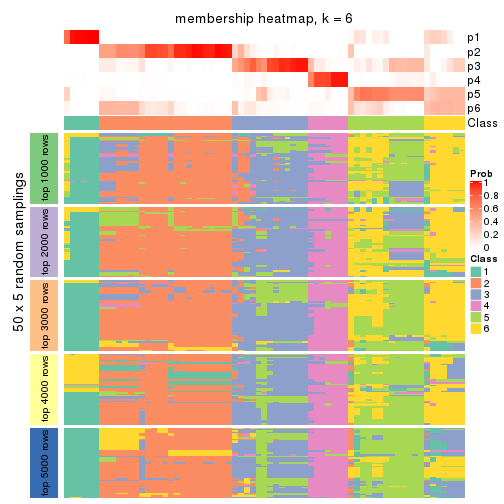 membership heatmap, k = 6
p1
p2
p3
p4
p5
p6
Class
50 x 5 random samplings
top 1000 rows
top 2000 rows
top 3000 rows
top 4000 rows
top 5000 rows
Prob
1
0.8
0.6
0.4
0.2
0
Class
1
2
3
4
5
6